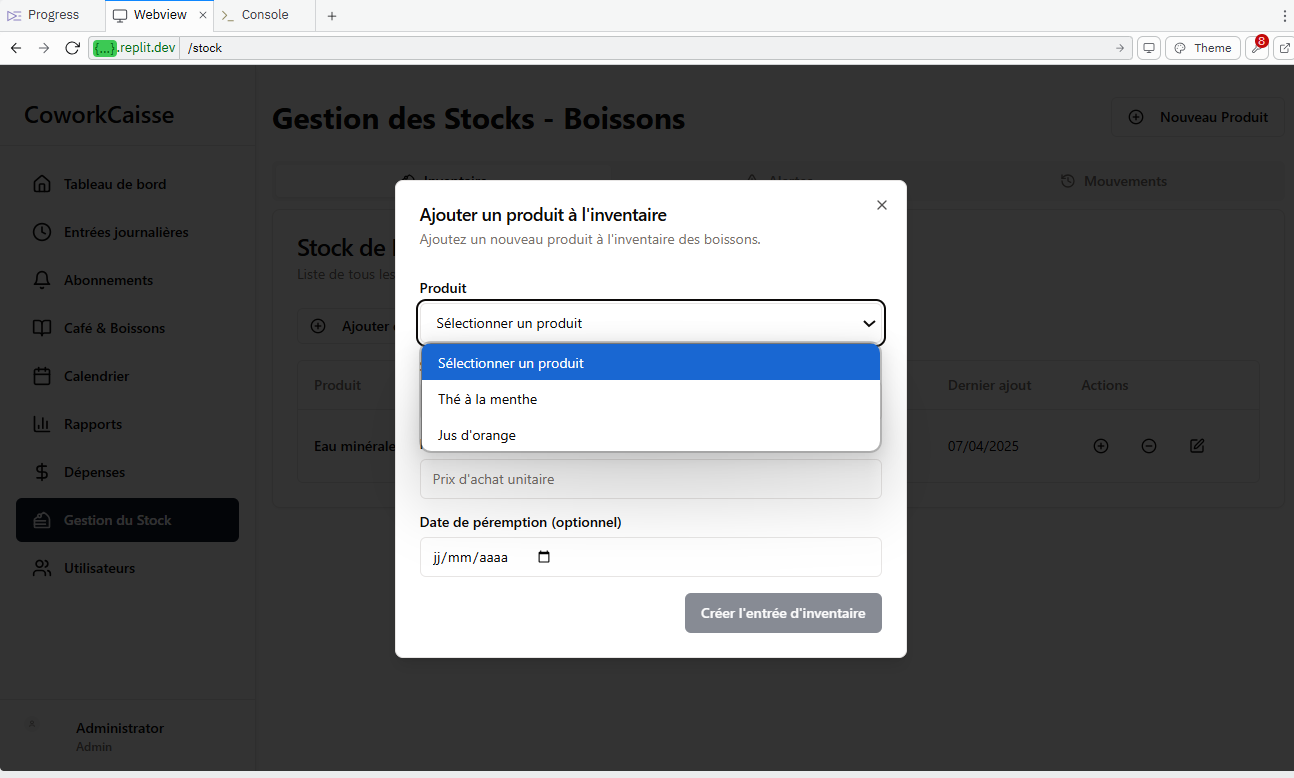 Progress
Webview
Console
{...}.replit.dev
/stock
Theme
8
CoworkCaisse
Gestion des Stocks - Boissons
Nouveau Produit
Tableau de bord
Entrées journalières
Abonnements
Café & Boissons
Calendrier
Rapports
Dépenses
Gestion du Stock
Utilisateurs
Administrator
Admin
Inventaire
Alertes
Mouvements
Stock de
Liste de tous les
Ajouter
Produit
Dernier ajout
Actions
Eau minérale
07/04/2025
Ajouter un produit à l'inventaire
Ajoutez un nouveau produit à l'inventaire des boissons.
Produit
Sélectionner un produit
Sélectionner un produit
Thé à la menthe
Jus d'orange
Prix d'achat unitaire
Date de péremption (optionnel)
jj/mm/aaaa
Créer l'entrée d'inventaire